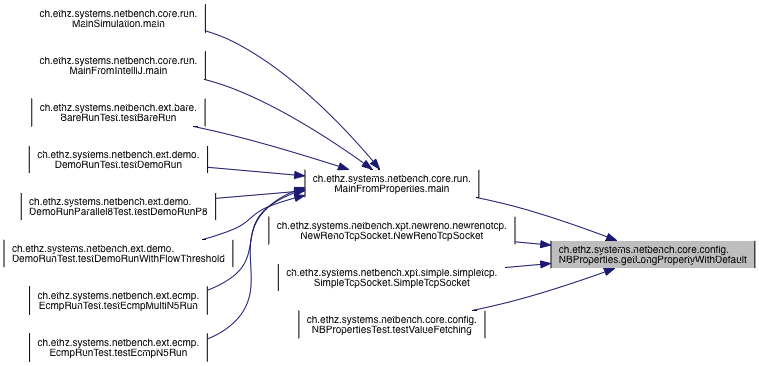 ch.ethz.systems.netbench.core.run.
MainSimulation.main
ch.ethz.systems.netbench.core.run.
MainFromIntelliJ.main
ch.ethz.systems.netbench.ext.bare.
BareRunTest.testBareRun
ch.ethz.systems.netbench.ext.demo.
DemoRunTest.testDemoRun
ch.ethz.systems.netbench.ext.demo.
DemoRunParallel8Test.testDemoRunP8
ch.ethz.systems.netbench.ext.demo.
DemoRunTest.testDemoRunWithFlowThreshold
ch.ethz.systems.netbench.ext.ecmp.
EcmpRunTest.testEcmpMultiN5Run
ch.ethz.systems.netbench.ext.ecmp.
EcmpRunTest.testEcmpN5Run
ch.ethz.systems.netbench.core.run.
MainFromProperties.main
ch.ethz.systems.netbench.xpt.newreno.newrenotcp.
NewRenoTcpSocket.NewRenoTcpSocket
ch.ethz.systems.netbench.xpt.simple.simpletcp.
SimpleTcpSocket.SimpleTcpSocket
ch.ethz.systems.netbench.core.config.
NBPropertiesTest.testValueFetching
ch.ethz.systems.netbench.core.config.
NBProperties.getLongPropertyWithDefault